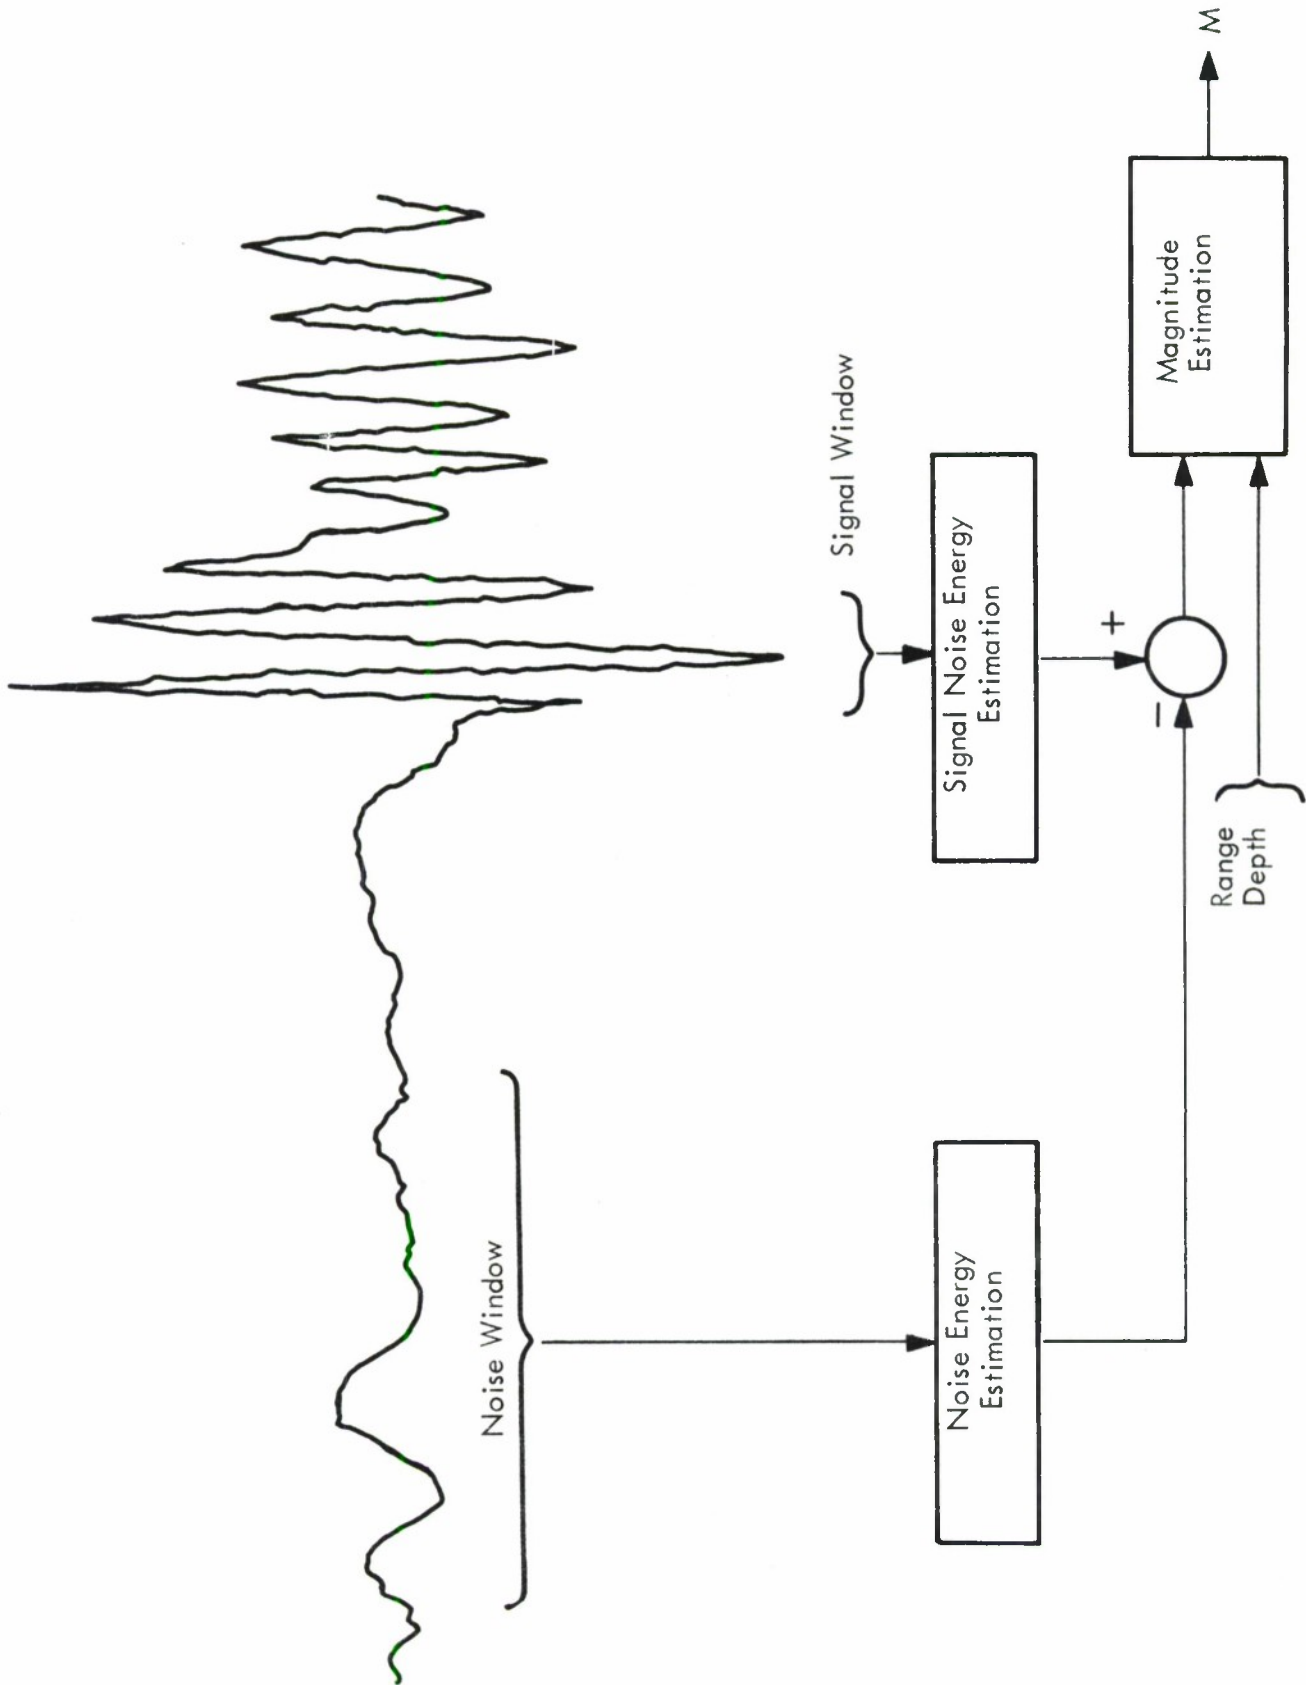 Noise Window
Signal Window
Noise Energy
Estimation
Signal Noise Energy
Estimation
+
−
Range
Depth
Magnitude
Estimation
M